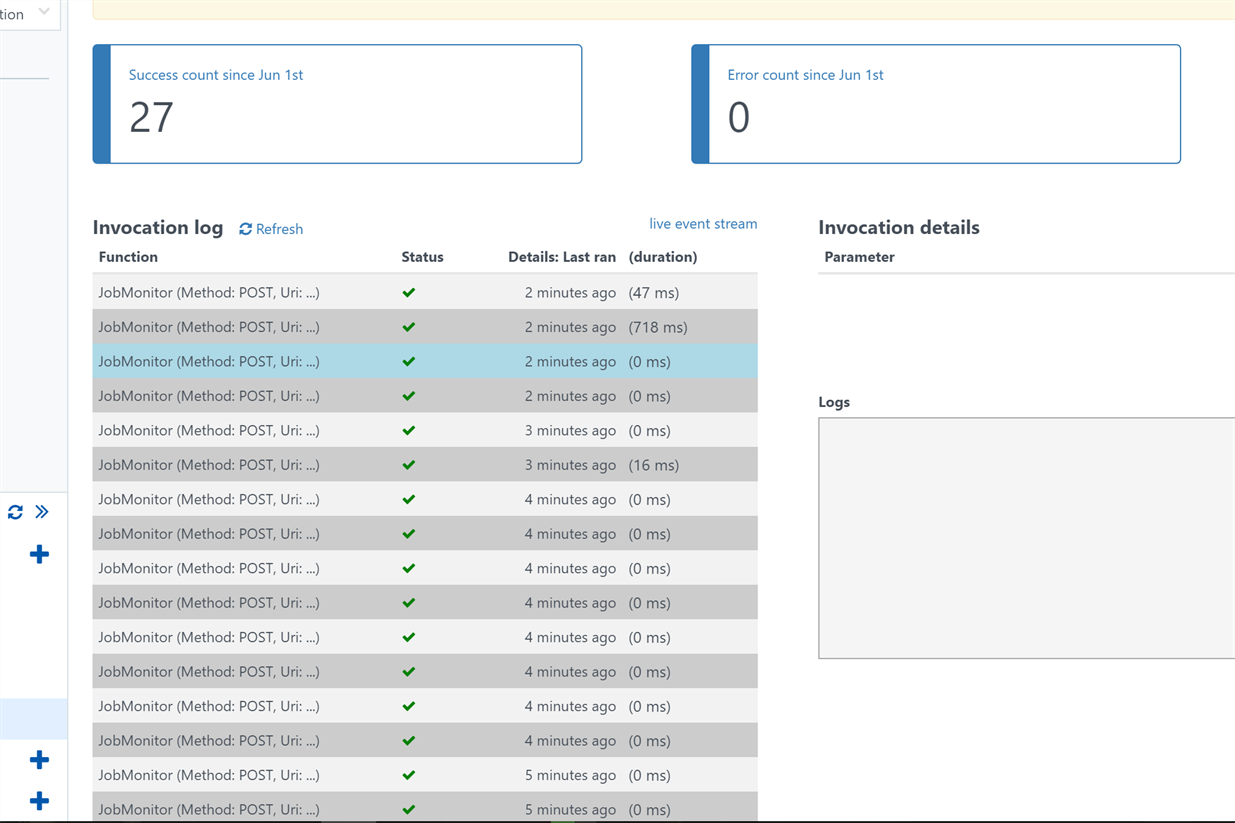 tion
Success count since Jun 1st
27
Error count since Jun 1st
0
Invocation log Refresh live event stream
Function Status Details: Last ran (duration)
JobMonitor (Method: POST, Uri: ...) 2 minutes ago (47 ms)
JobMonitor (Method: POST, Uri: ...) 2 minutes ago (718 ms)
JobMonitor (Method: POST, Uri: ...) 2 minutes ago (0 ms)
JobMonitor (Method: POST, Uri: ...) 2 minutes ago (0 ms)
JobMonitor (Method: POST, Uri: ...) 3 minutes ago (0 ms)
JobMonitor (Method: POST, Uri: ...) 3 minutes ago (16 ms)
JobMonitor (Method: POST, Uri: ...) 4 minutes ago (0 ms)
JobMonitor (Method: POST, Uri: ...) 4 minutes ago (0 ms)
JobMonitor (Method: POST, Uri: ...) 4 minutes ago (0 ms)
JobMonitor (Method: POST, Uri: ...) 4 minutes ago (0 ms)
JobMonitor (Method: POST, Uri: ...) 4 minutes ago (0 ms)
JobMonitor (Method: POST, Uri: ...) 4 minutes ago (0 ms)
JobMonitor (Method: POST, Uri: ...) 4 minutes ago (0 ms)
JobMonitor (Method: POST, Uri: ...) 4 minutes ago (0 ms)
JobMonitor (Method: POST, Uri: ...) 5 minutes ago (0 ms)
JobMonitor (Method: POST, Uri: ...) 5 minutes ago (0 ms)
Invocation details
Parameter
Logs